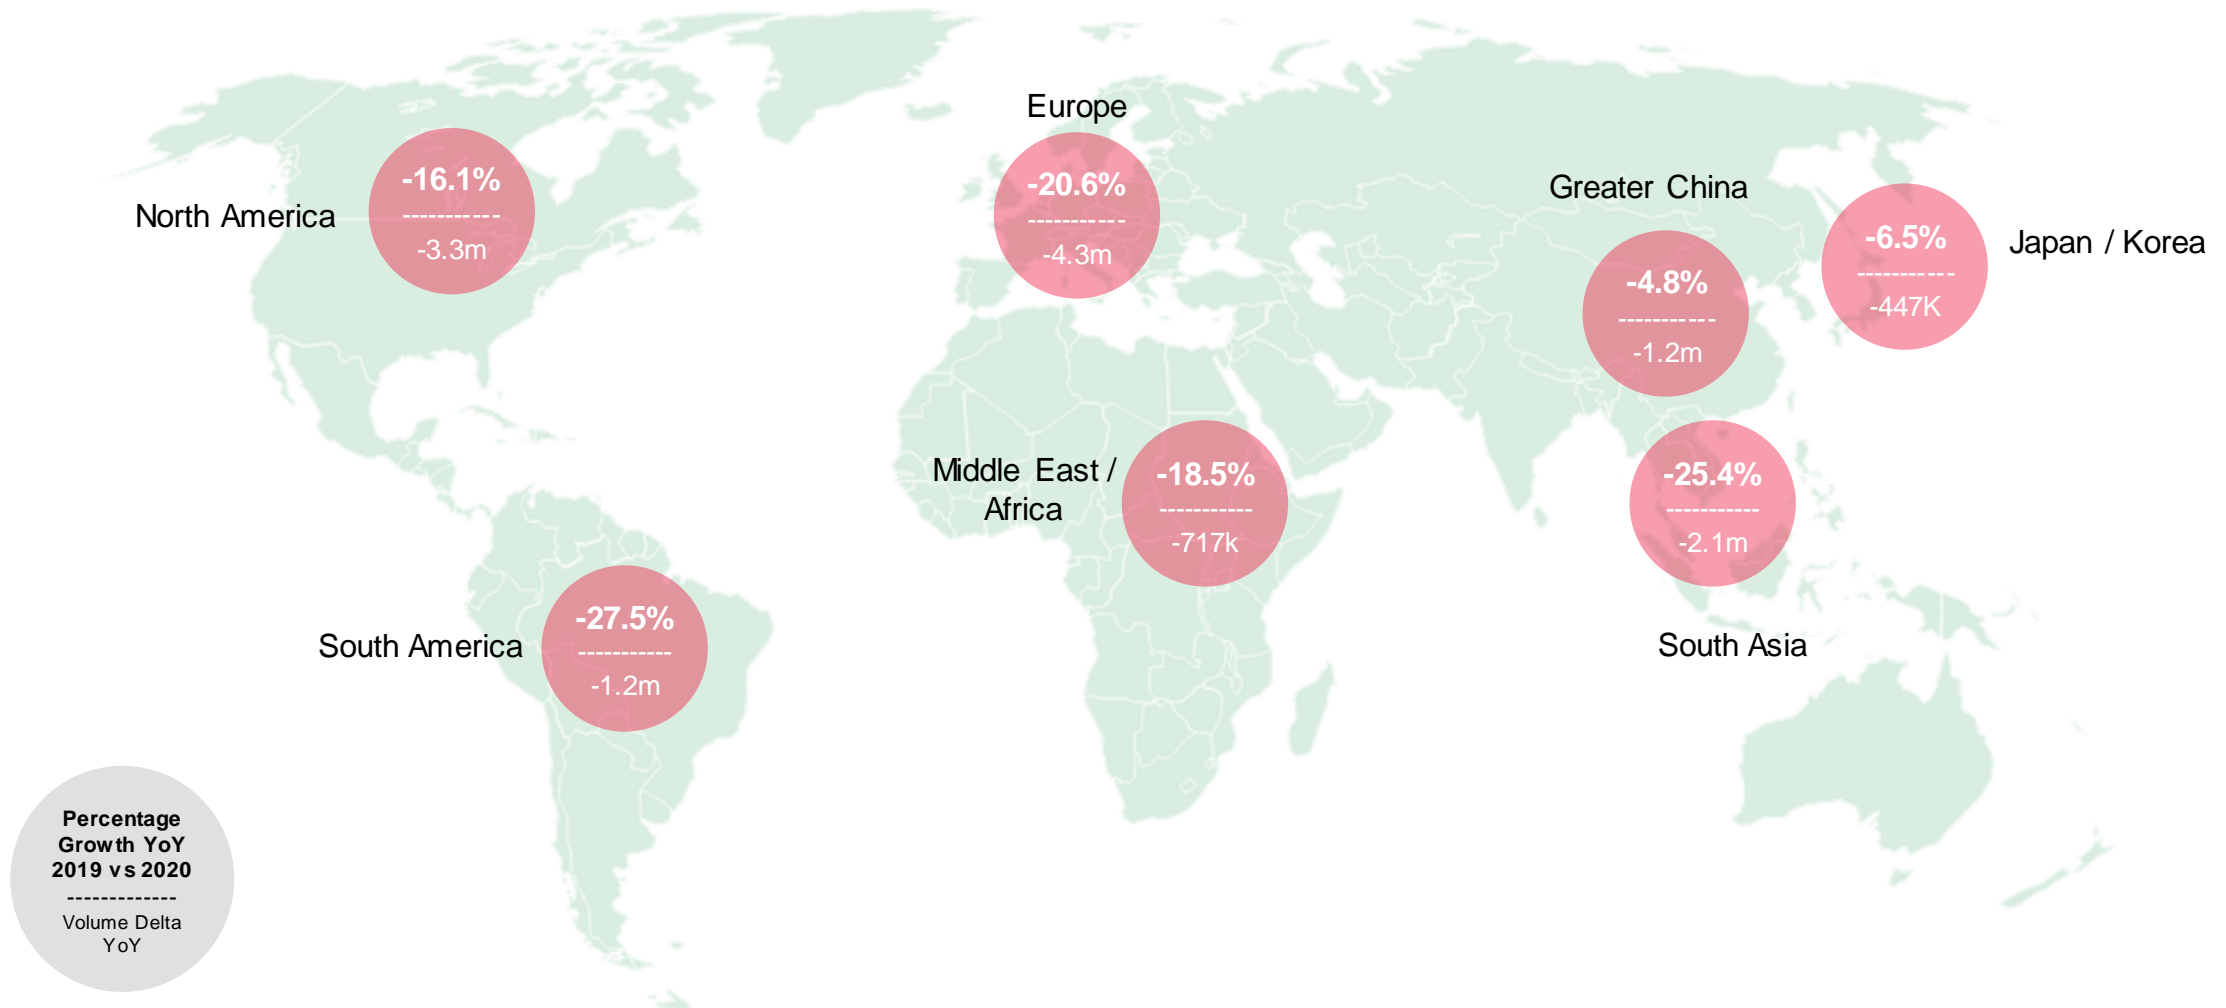 Europe
-20.6%
-----------
-4.3m
North America
-16.1%
-----------
-3.3m
Greater China
-4.8%
-----------
-1.2m
Japan / Korea
-6.5%
-----------
-447K
Middle East /
Africa
-18.5%
-----------
-717k
South Asia
-25.4%
-----------
-2.1m
South America
-27.5%
-----------
-1.2m
Percentage
Growth YoY
2019 vs 2020
-------------
Volume Delta
YoY